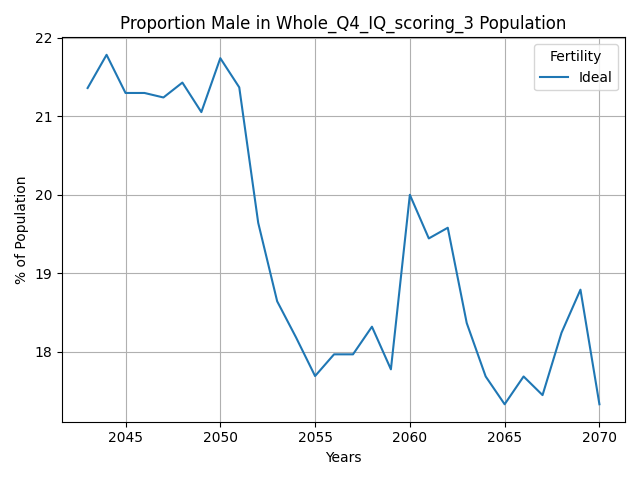 Proportion Male in Whole_Q4_IQ_scoring_3 Population
Fertility
Ideal
% of Population
22
21
20
19
18
2045 2050 2055 2060 2065 2070
Years